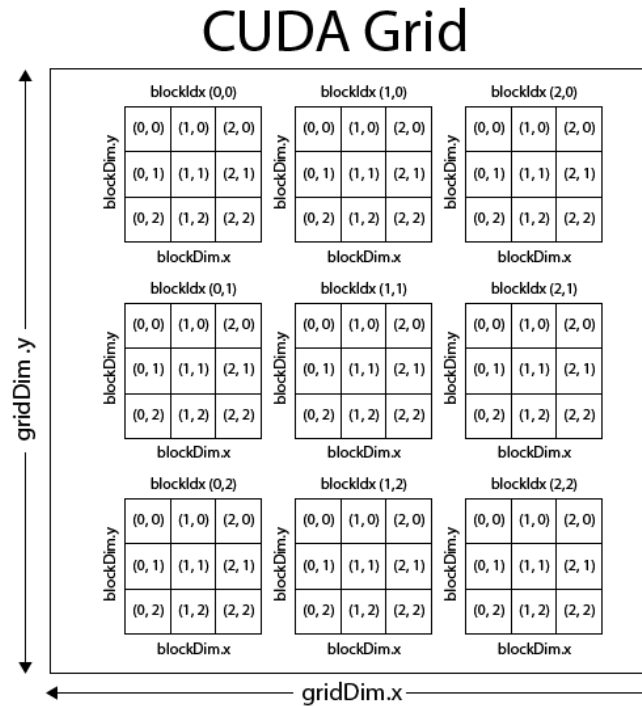 CUDA Grid
blockIdx (0,0) blockIdx (1,0) blockIdx (2,0)
(0, 0) (1, 0) (2, 0) (0, 0) (1, 0) (2, 0) (0, 0) (1, 0) (2, 0)
blockDim.y blockDim.y blockDim.y
(0, 1) (1, 1) (2, 1) (0, 1) (1, 1) (2, 1) (0, 1) (1, 1) (2, 1)
(0, 2) (1, 2) (2, 2) (0, 2) (1, 2) (2, 2) (0, 2) (1, 2) (2, 2)
blockDim.x blockDim.x blockDim.x
blockIdx (0,1) blockIdx (1,1) blockIdx (2,1)
(0, 0) (1, 0) (2, 0) (0, 0) (1, 0) (2, 0) (0, 0) (1, 0) (2, 0)
gridDim .y
blockDim.y blockDim.y blockDim.y
(0, 1) (1, 1) (2, 1) (0, 1) (1, 1) (2, 1) (0, 1) (1, 1) (2, 1)
(0, 2) (1, 2) (2, 2) (0, 2) (1, 2) (2, 2) (0, 2) (1, 2) (2, 2)
blockDim.x blockDim.x blockDim.x
blockIdx (0,2) blockIdx (1,2) blockIdx (2,2)
(0, 0) (1, 0) (2, 0) (0, 0) (1, 0) (2, 0) (0, 0) (1, 0) (2, 0)
blockDim.y blockDim.y blockDim.y
(0, 1) (1, 1) (2, 1) (0, 1) (1, 1) (2, 1) (0, 1) (1, 1) (2, 1)
(0, 2) (1, 2) (2, 2) (0, 2) (1, 2) (2, 2) (0, 2) (1, 2) (2, 2)
blockDim.x blockDim.x blockDim.x
gridDim.x